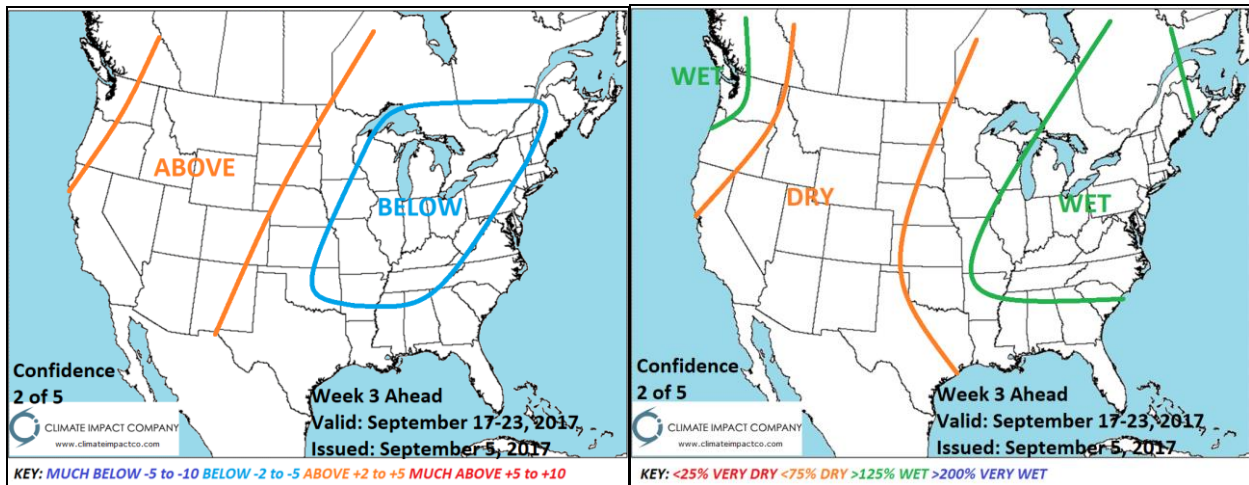 ABOVE
BELOW
Confidence
2 of 5
Week 3 Ahead
Valid: September 17-23, 2017
Issued: September 5, 2017
CLIMATE IMPACT COMPANY
www.climateimpactco.com
KEY: MUCH BELOW -5 to -10 BELOW -2 to -5 ABOVE +2 to +5 MUCH ABOVE +5 to +10
WET
DRY
WET
Confidence
2 of 5
Week 3 Ahead
Valid: September 17-23, 2017
Issued: September 5, 2017
CLIMATE IMPACT COMPANY
www.climateimpactco.com
KEY: <25% VERY DRY <75% DRY >125% WET >200% VERY WET